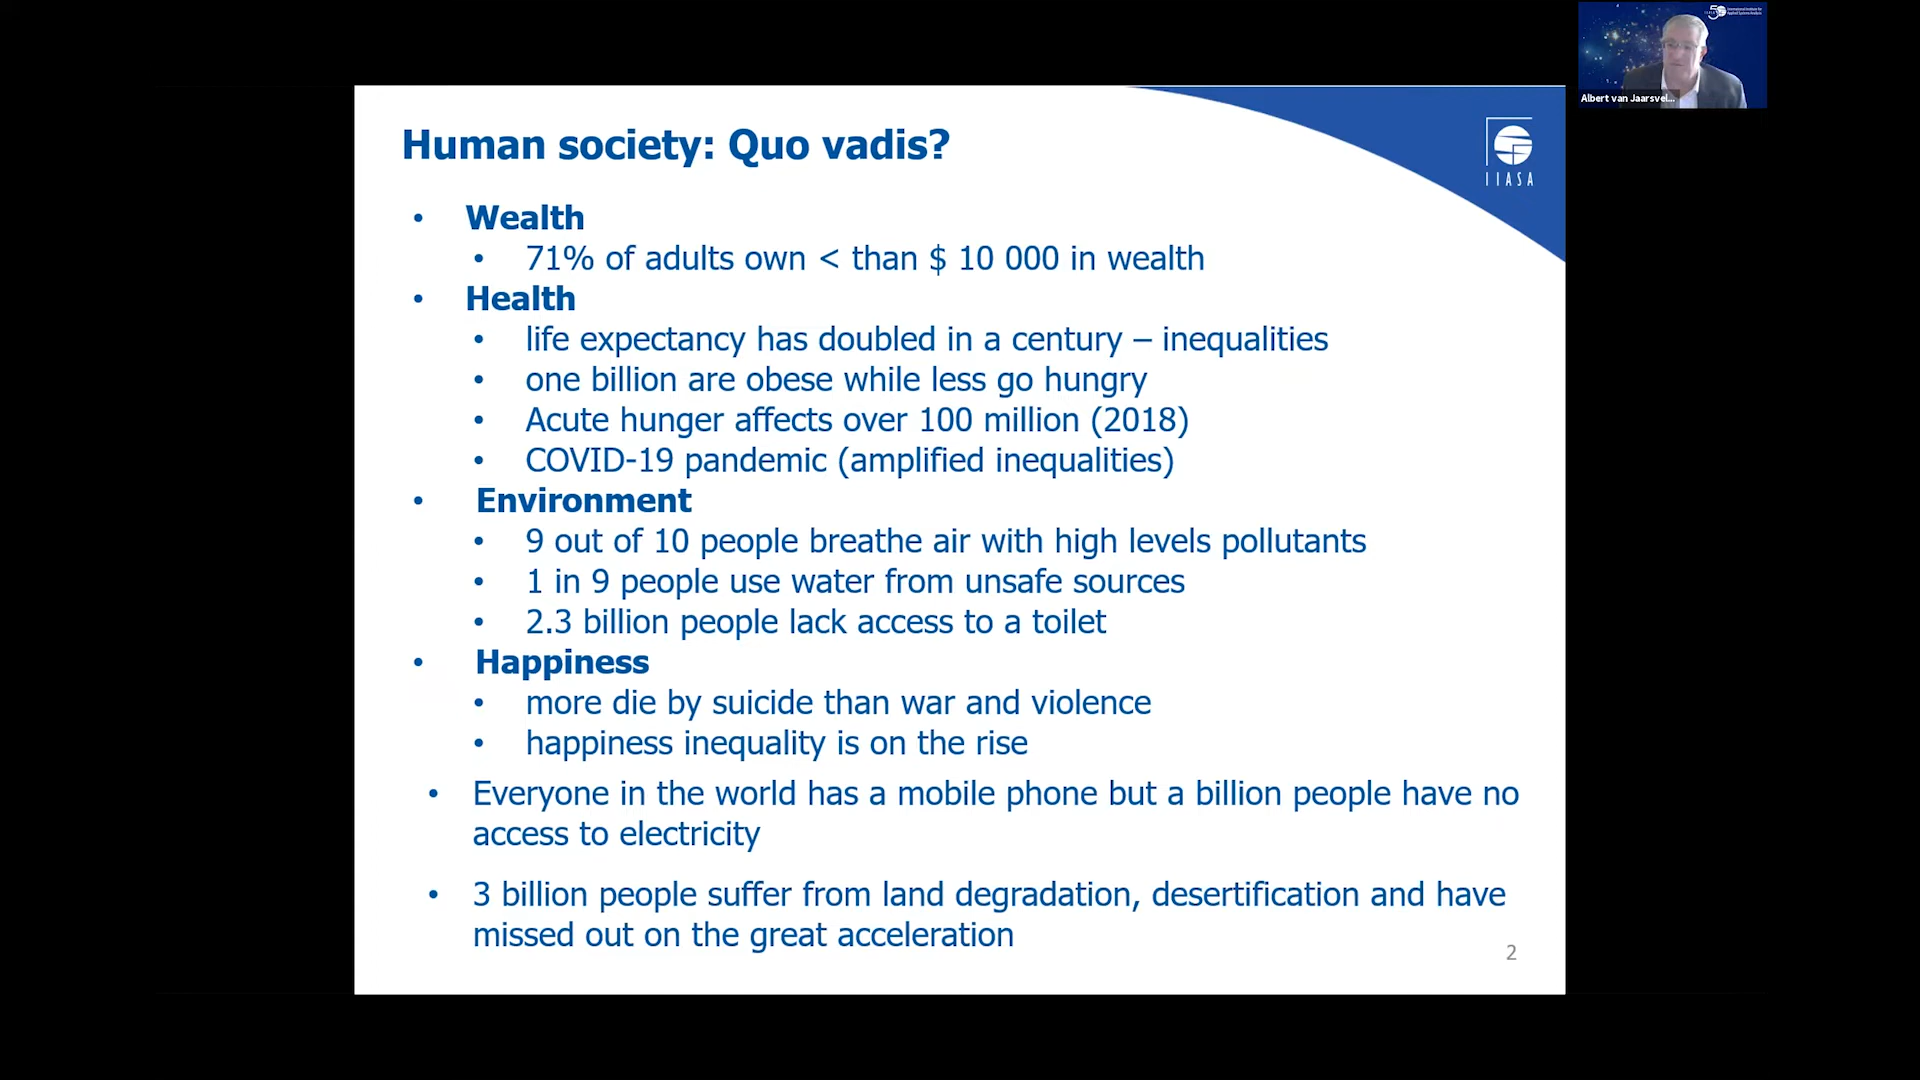 Human society: Quo vadis?
IIASA
• Wealth
• 71% of adults own < than $ 10 000 in wealth
• Health
• life expectancy has doubled in a century – inequalities
• one billion are obese while less go hungry
• Acute hunger affects over 100 million (2018)
• COVID-19 pandemic (amplified inequalities)
• Environment
• 9 out of 10 people breathe air with high levels pollutants
• 1 in 9 people use water from unsafe sources
• 2.3 billion people lack access to a toilet
• Happiness
• more die by suicide than war and violence
• happiness inequality is on the rise
• Everyone in the world has a mobile phone but a billion people have no
access to electricity
• 3 billion people suffer from land degradation, desertification and have
missed out on the great acceleration
2
Albert van Jaarsvel...